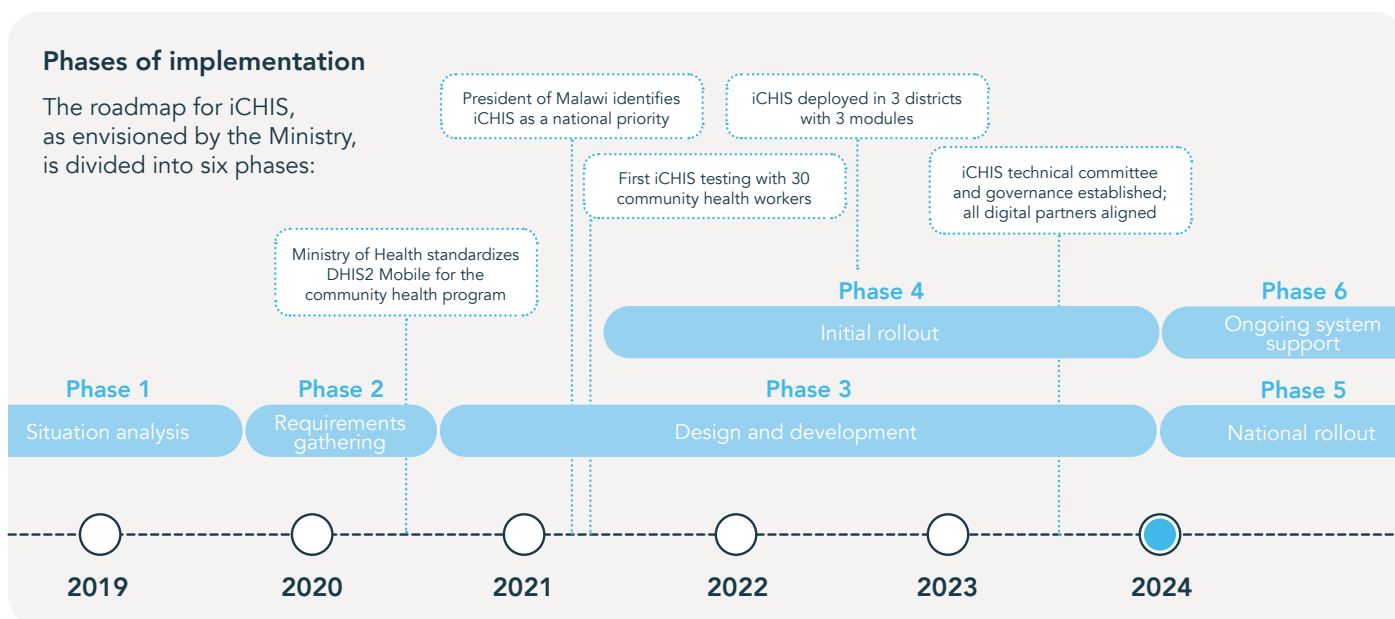 Phases of implementation
The roadmap for iCHIS,
as envisioned by the Ministry,
is divided into six phases:
President of Malawi identifies
iCHIS as a national priority
iCHIS deployed in 3 districts
with 3 modules
First iCHIS testing with 30
community health workers
iCHIS technical committee
and governance established;
all digital partners aligned
Ministry of Health standardizes
DHIS2 Mobile for the
community health program
Phase 4
Initial rollout
Phase 6
Ongoing system
support
Phase 1
Situation analysis
Phase 2
Requirements
gathering
Phase 3
Design and development
Phase 5
National rollout
2019
2020
2021
2022
2023
2024